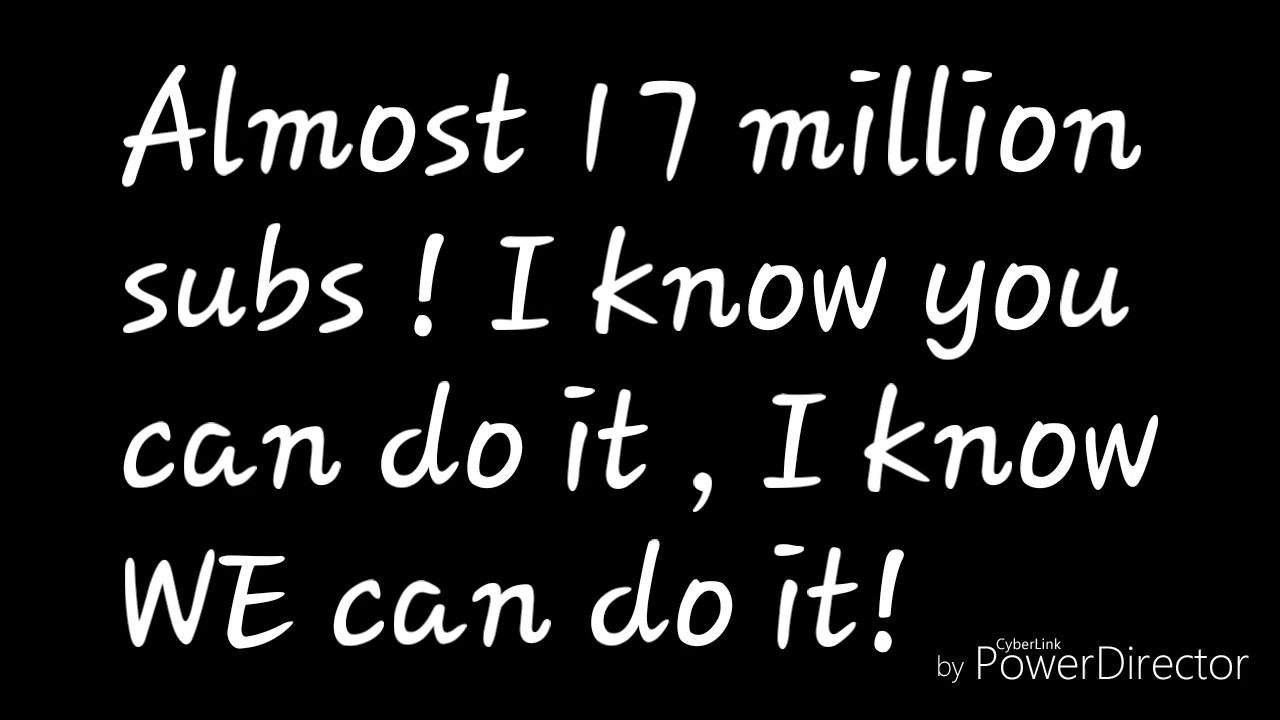 Almost 17 million
subs ! I know you
can do it , I know
WE can do it!
CyberLink
by PowerDirector